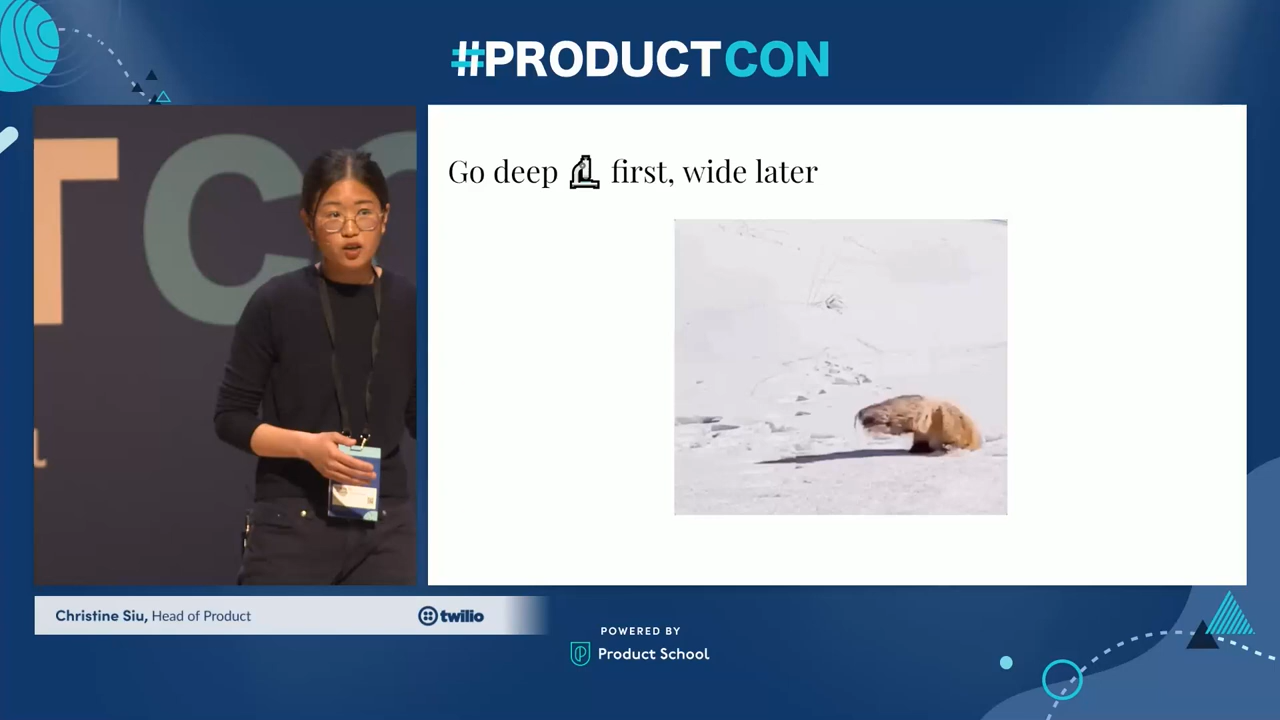 #PRODUCTCON
T C
Go deep first, wide later
Christine Siu, Head of Product
twilio
POWERED BY
Product School